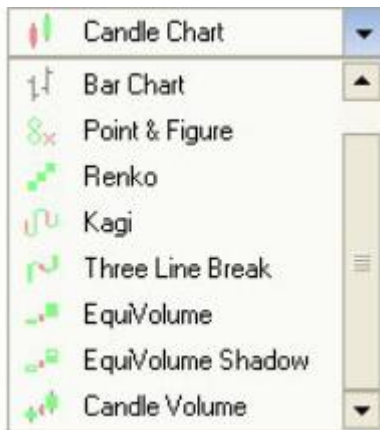 Candle Chart
Bar Chart
Point & Figure
Renko
Kagi
Three Line Break
EquiVolume
EquiVolume Shadow
Candle Volume